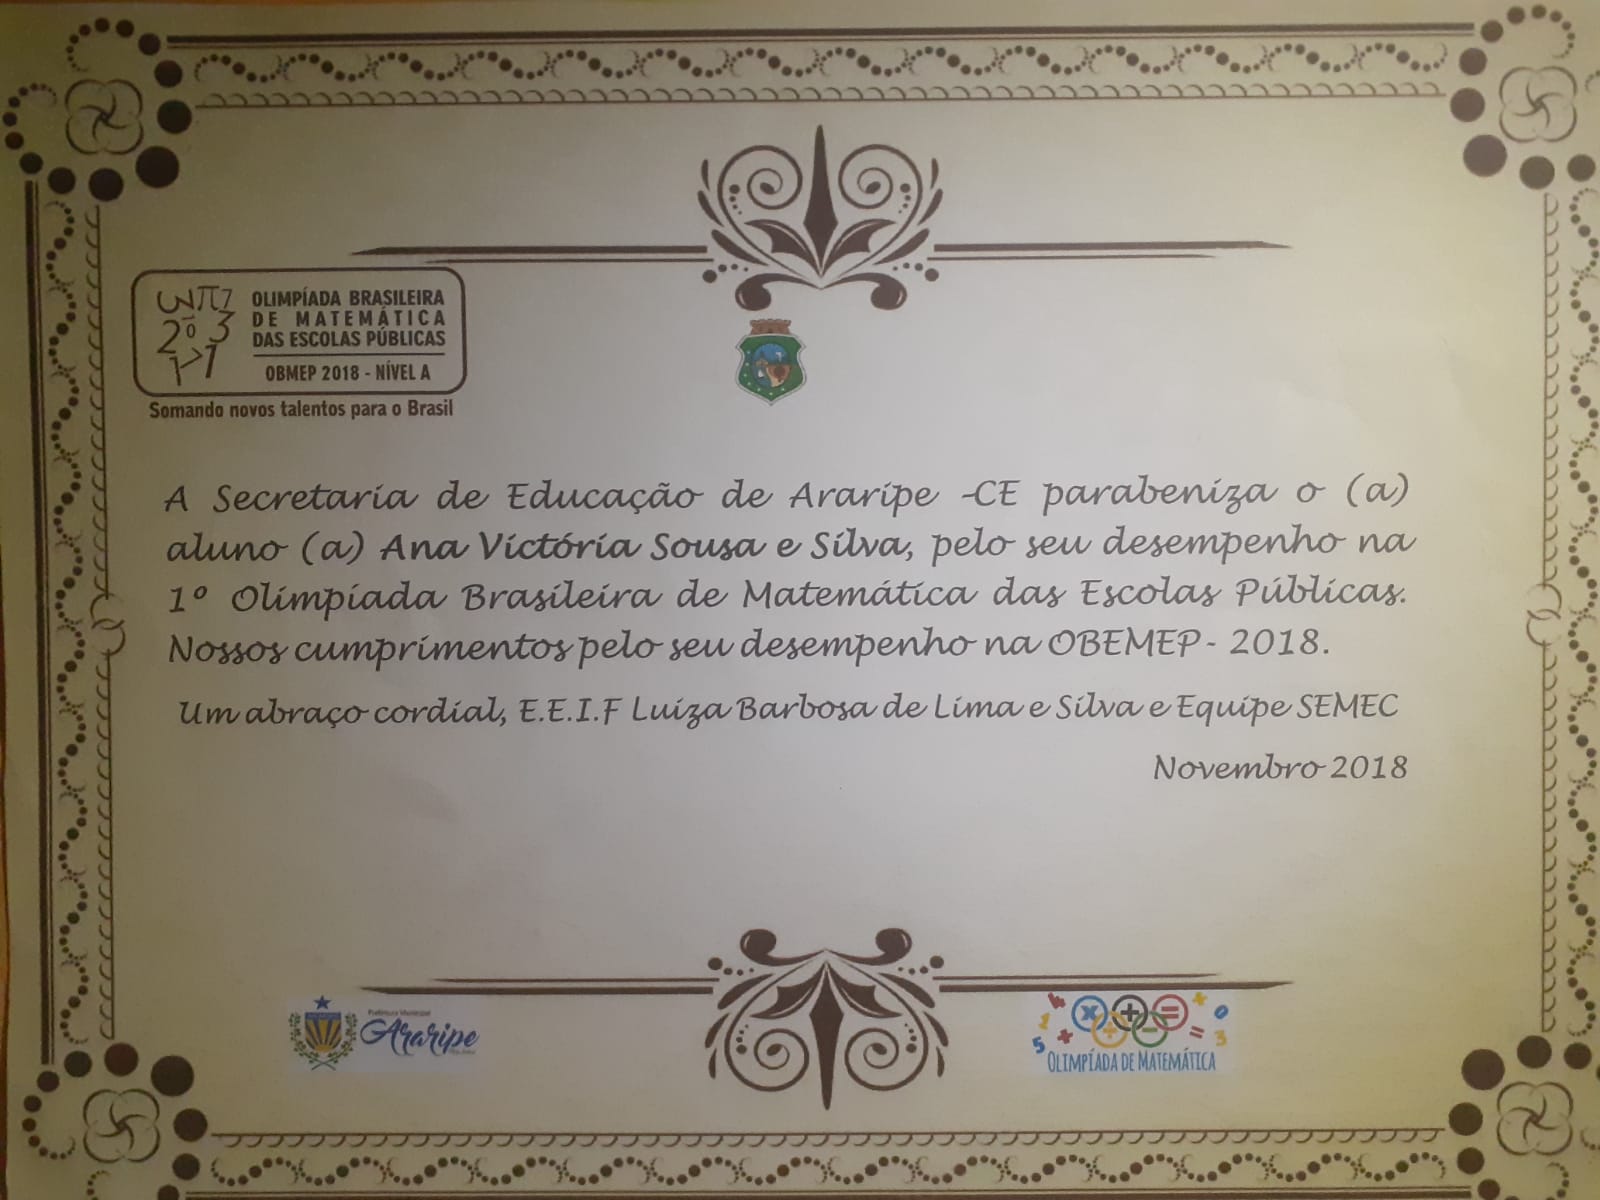 OLIMPÍADA BRASILEIRA
DE MATEMÁTICA
DAS ESCOLAS PÚBLICAS
OBMEP 2018 - NÍVEL A
Somando novos talentos para o Brasil
A Secretaria de Educação de Araripe -CE parabeniza o (a)
aluno (a) Ana Victória Sousa e Silva, pelo seu desempenho na
1º Olimpíada Brasileira de Matemática das Escolas Públicas.
Nossos cumprimentos pelo seu desempenho na OBEMEP- 2018.
Um abraço cordial, E.E.I.F Luiza Barbosa de Lima e Silva e Equipe SEMEC
Novembro 2018
Prefeitura Municipal
Araripe
OLIMPÍADA DE MATEMÁTICA